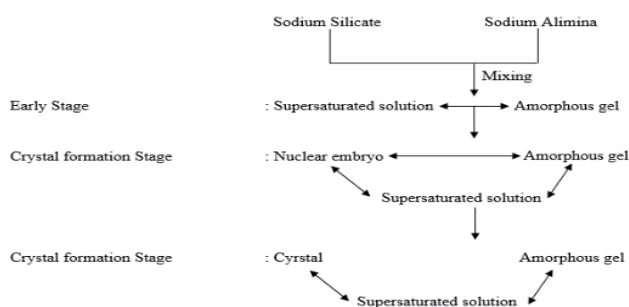 Sodium Silicate Sodium Alimina
Mixing
Early Stage : Supersaturated solution Amorphous gel
Crystal formation Stage : Nuclear embryo Amorphous gel
Supersaturated solution
Crystal formation Stage : Cyrstal Amorphous gel
Supersaturated solution